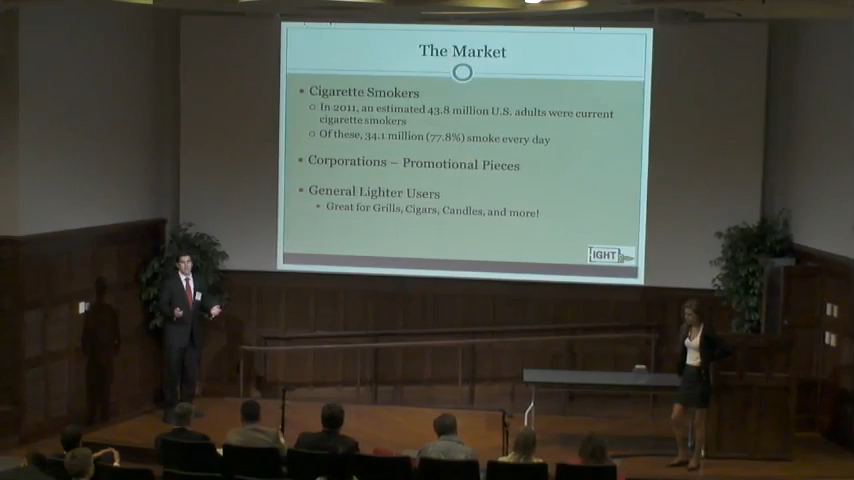 The Market
• Cigarette Smokers
○ In 2011, an estimated 43.8 million U.S. adults were current
cigarette smokers
○ Of these, 34.1 million (77.8%) smoke every day
• Corporations – Promotional Pieces
• General Lighter Users
• Great for Grills, Cigars, Candles, and more!
IGHT